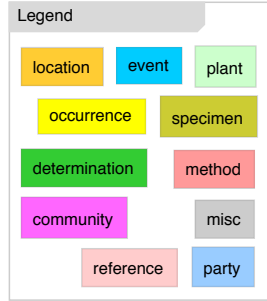 Legend
location event plant
occurrence specimen
determination method
community misc
reference party